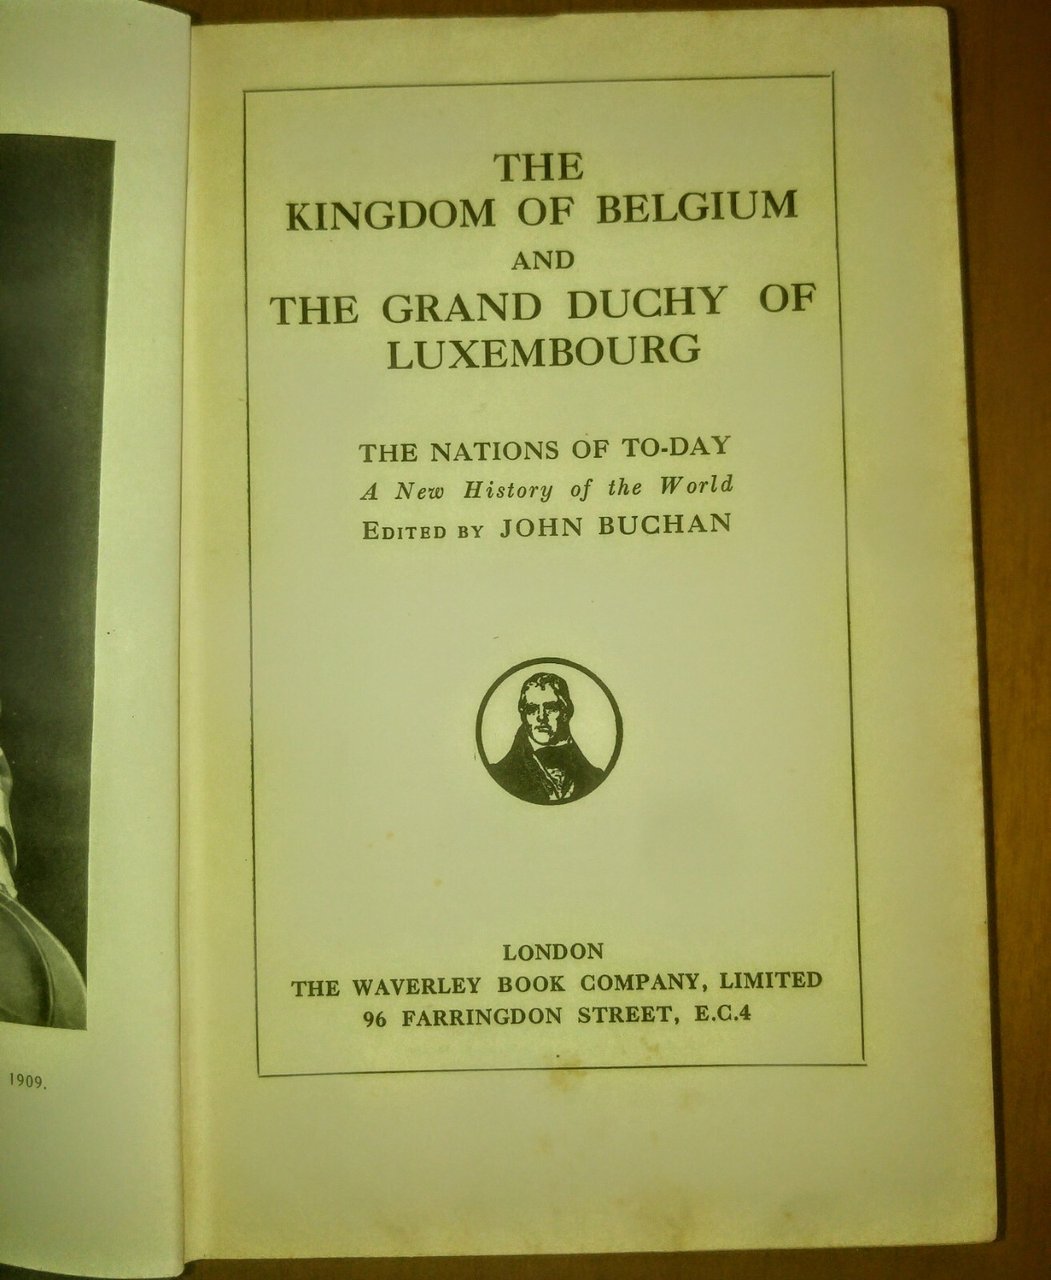 THE
KINGDOM OF BELGIUM
AND
THE GRAND DUCHY OF
LUXEMBOURG
THE NATIONS OF TO-DAY
A New History of the World
EDITED BY JOHN BUCHAN
LONDON
THE WAVERLEY BOOK COMPANY, LIMITED
96 FARRINGDON STREET, E.C.4
1909.